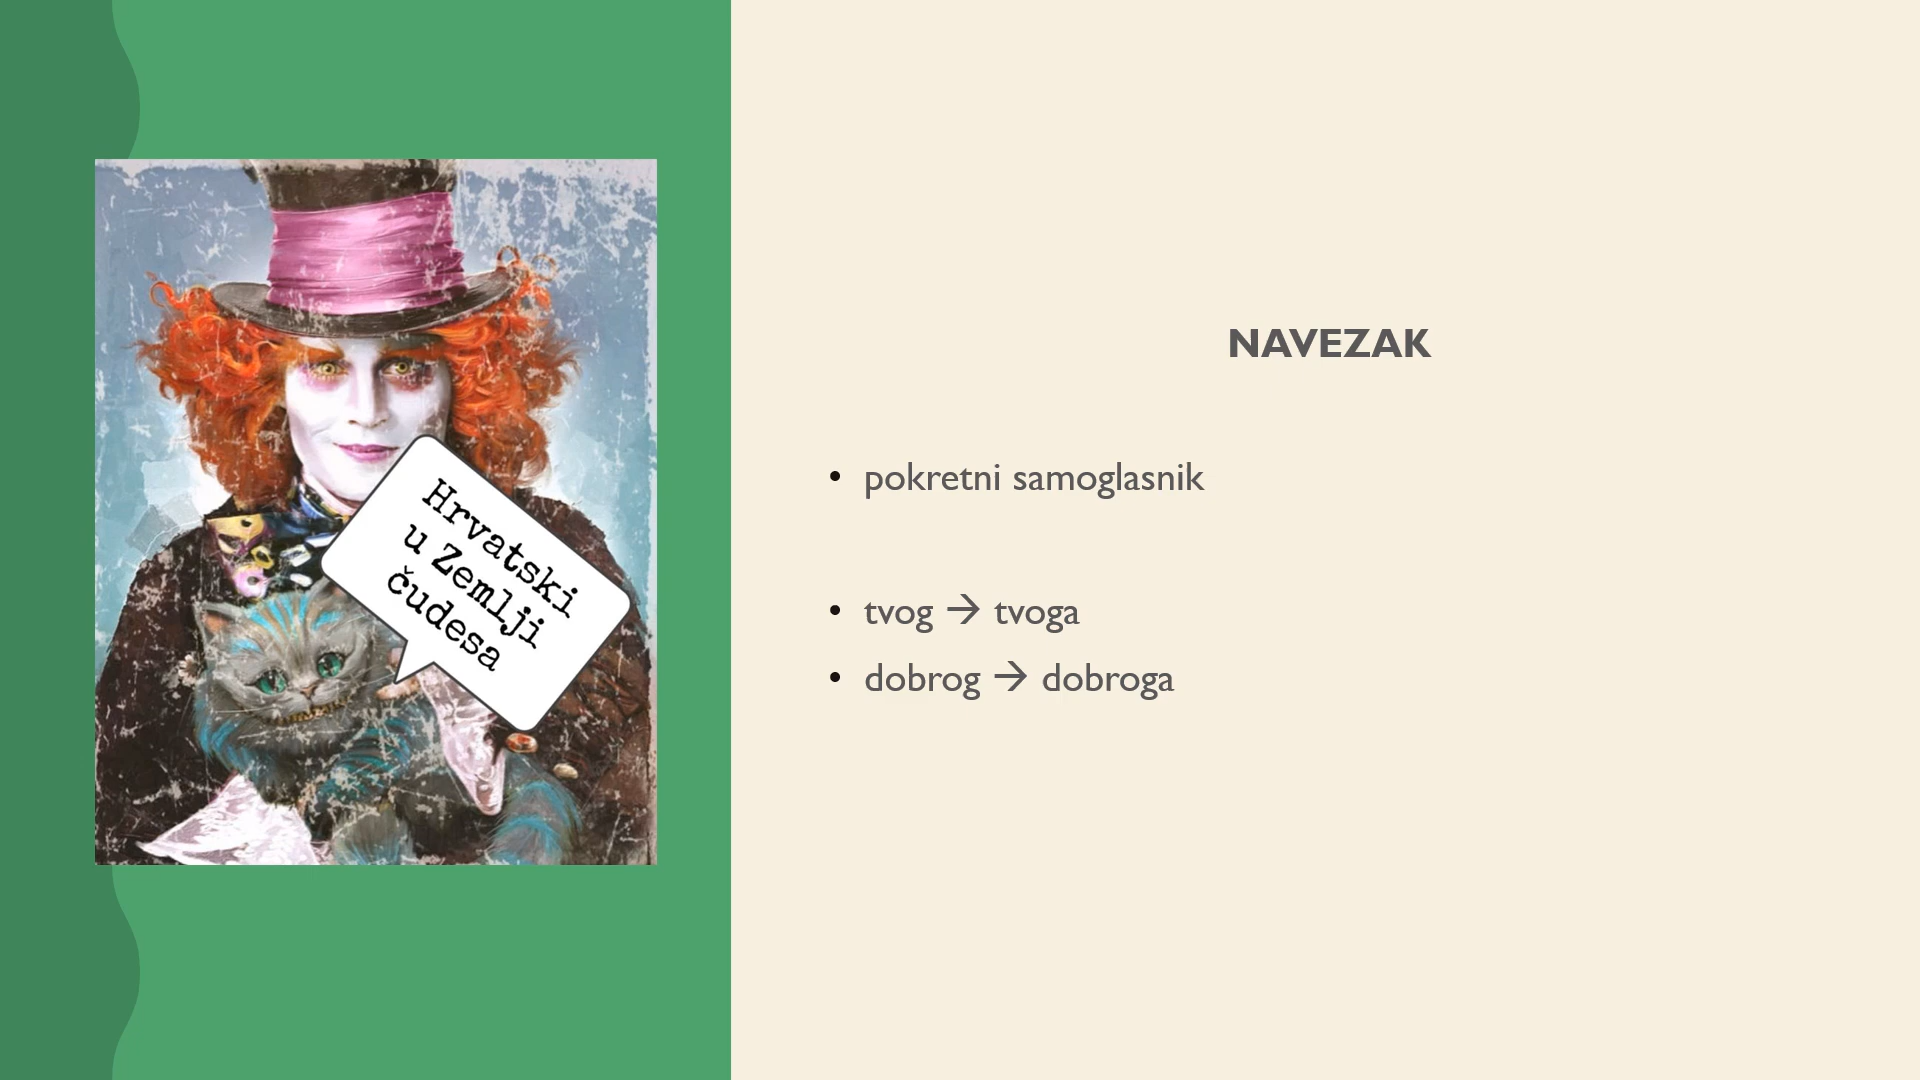 Hrvatski
u Zemlji
čudesa
NAVEZAK
• pokretni samoglasnik
• tvog → tvoga
• dobrog → dobroga